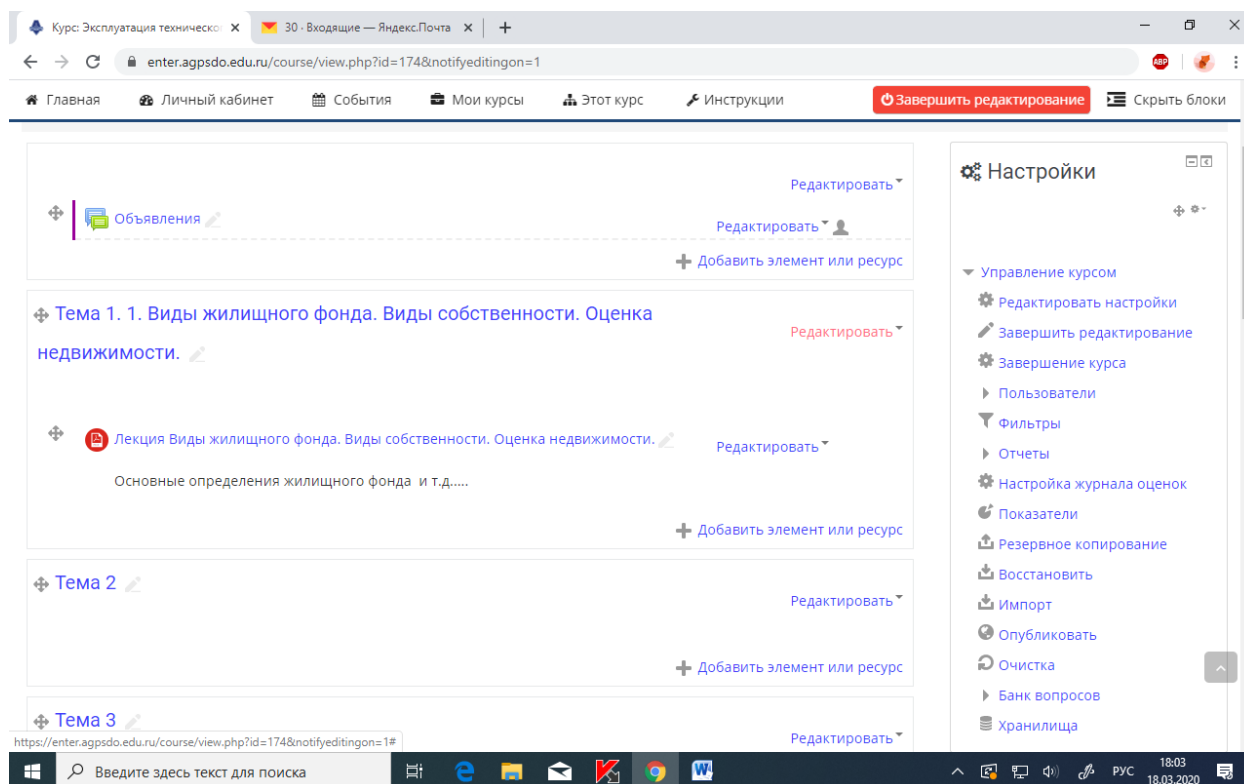 Курс: Эксплуатация техническо
30 · Входящие — Яндекс.Почта
enter.agpsdo.edu.ru/course/view.php?id=174&notifyediting­on=1
ABP
Главная Личный кабинет События Мои курсы Этот курс Инструкции Завершить редактирование Скрыть блоки
Редактировать
Объявления
Редактировать
Добавить элемент или ресурс
Тема 1. 1. Виды жилищного фонда. Виды собственности. Оценка
недвижимости.
Редактировать
Лекция Виды жилищного фонда. Виды собственности. Оценка недвижимости.
Редактировать
Основные определения жилищного фонда и т.д.....
Добавить элемент или ресурс
Тема 2
Редактировать
Добавить элемент или ресурс
Тема 3
Редактировать
Настройки
Управление курсом
Редактировать настройки
Завершить редактирование
Завершение курса
Пользователи
Фильтры
Отчеты
Настройка журнала оценок
Показатели
Резервное копирование
Восстановить
Импорт
Опубликовать
Очистка
Банк вопросов
Хранилища
https://enter.agpsdo.edu.ru/course/view.php?id=174&notifyeditingon=1#
Введите здесь текст для поиска
РУС
18:03
18.03.2020